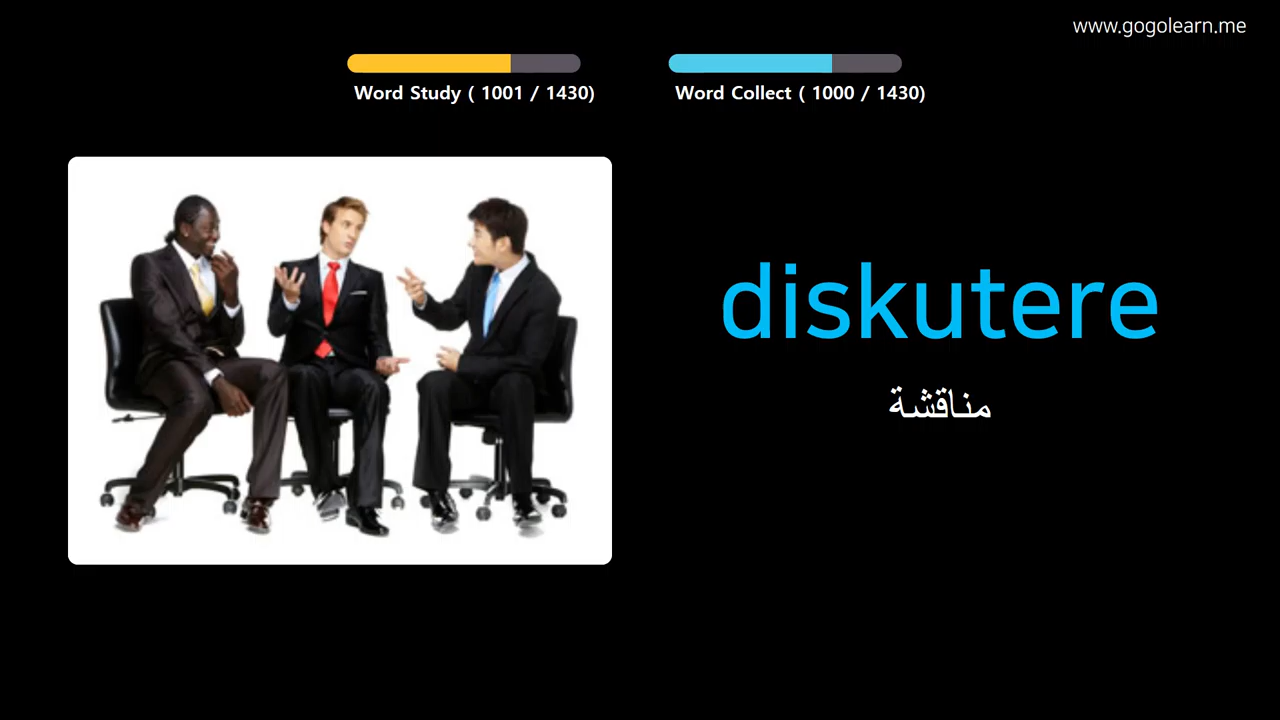 www.gogolearn.me
Word Study ( 1001 / 1430)
Word Collect ( 1000 / 1430)
diskutere
مناقشة